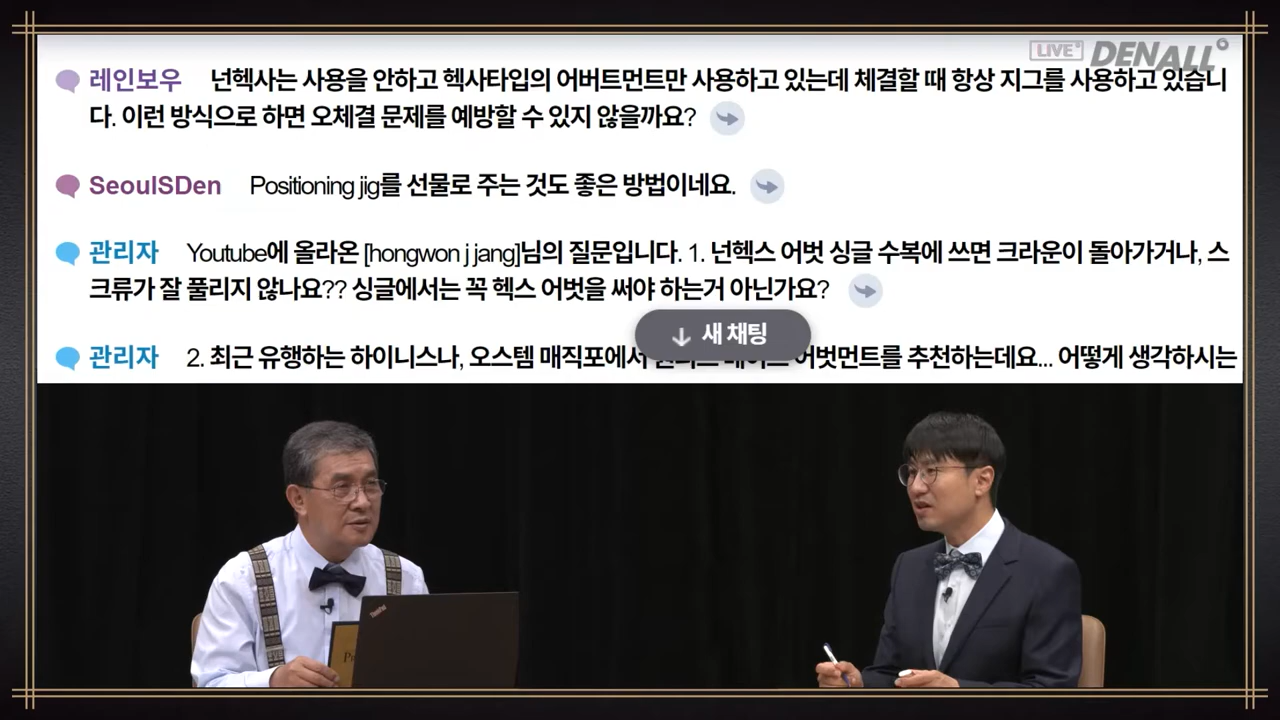 LIVE DENALL
레인보우 넌헥사는 사용을 안하고 헥사타입의 어버트먼트만 사용하고 있는데 체결할 때 항상 지그를 사용하고 있습니
다. 이런 방식으로 하면 오체결 문제를 예방할 수 있지 않을까요?
SeoulSDen Positioning jig를 선물로 주는 것도 좋은 방법이네요.
관리자 Youtube에 올라온 [hongwon j jang]님의 질문입니다. 1. 넌헥스 어벗 싱글 수복에 쓰면 크라운이 돌아가거나, 스
크류가 잘 풀리지 않나요?? 싱글에서는 꼭 헥스 어벗을 써야 하는거 아닌가요?
↓ 새 채팅
관리자 2. 최근 유행하는 하이니스나, 오스템 매직포에서 어벗먼트를 추천하는데요... 어떻게 생각하시는
ThinkPad